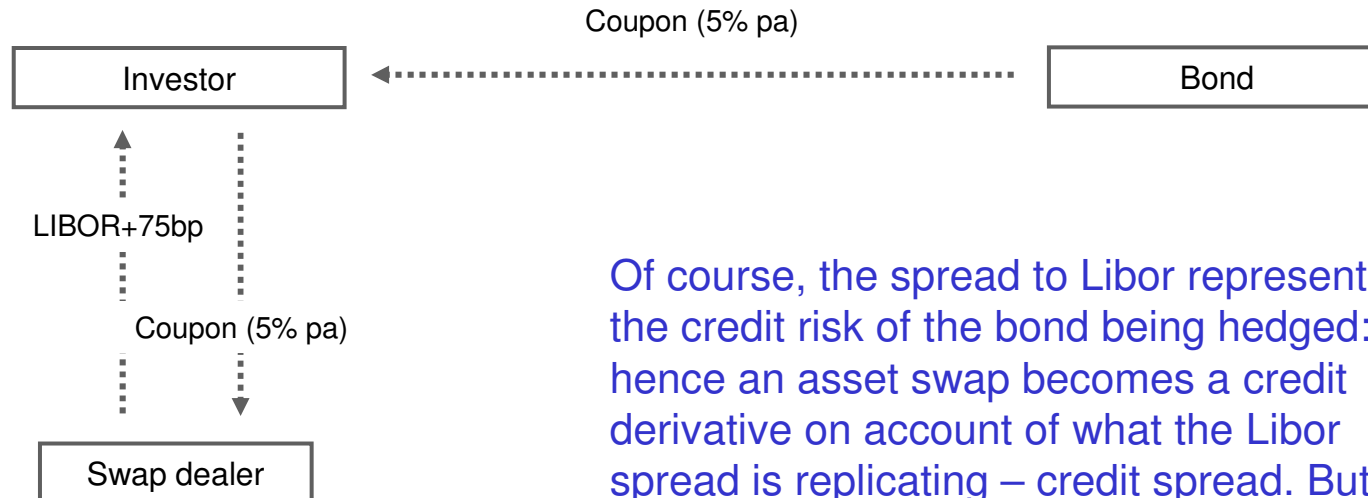 Coupon (5% pa)
Investor
Bond
LIBOR+75bp
Coupon (5% pa)
Swap dealer
Of course, the spread to Libor represent
the credit risk of the bond being hedged:
hence an asset swap becomes a credit
derivative on account of what the Libor
spread is replicating – credit spread. But